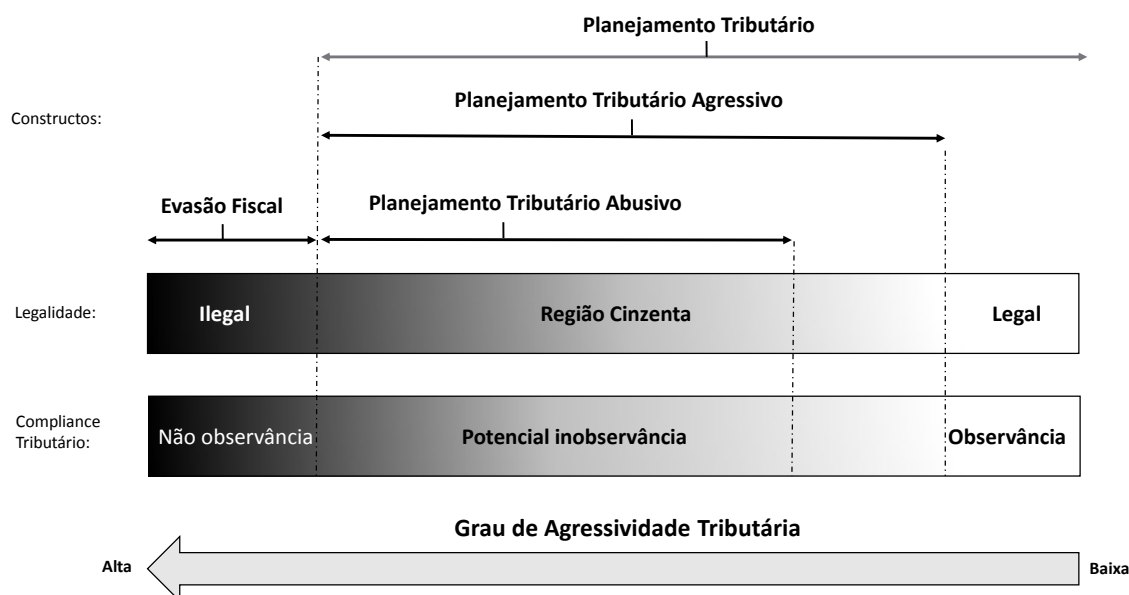 Planejamento Tributário
Planejamento Tributário Agressivo
Constructos:
Evasão Fiscal
Planejamento Tributário Abusivo
Legalidade:
Ilegal
Região Cinzenta
Legal
Compliance
Tributário:
Não observância
Potencial inobservância
Observância
Grau de Agressividade Tributária
Alta
Baixa